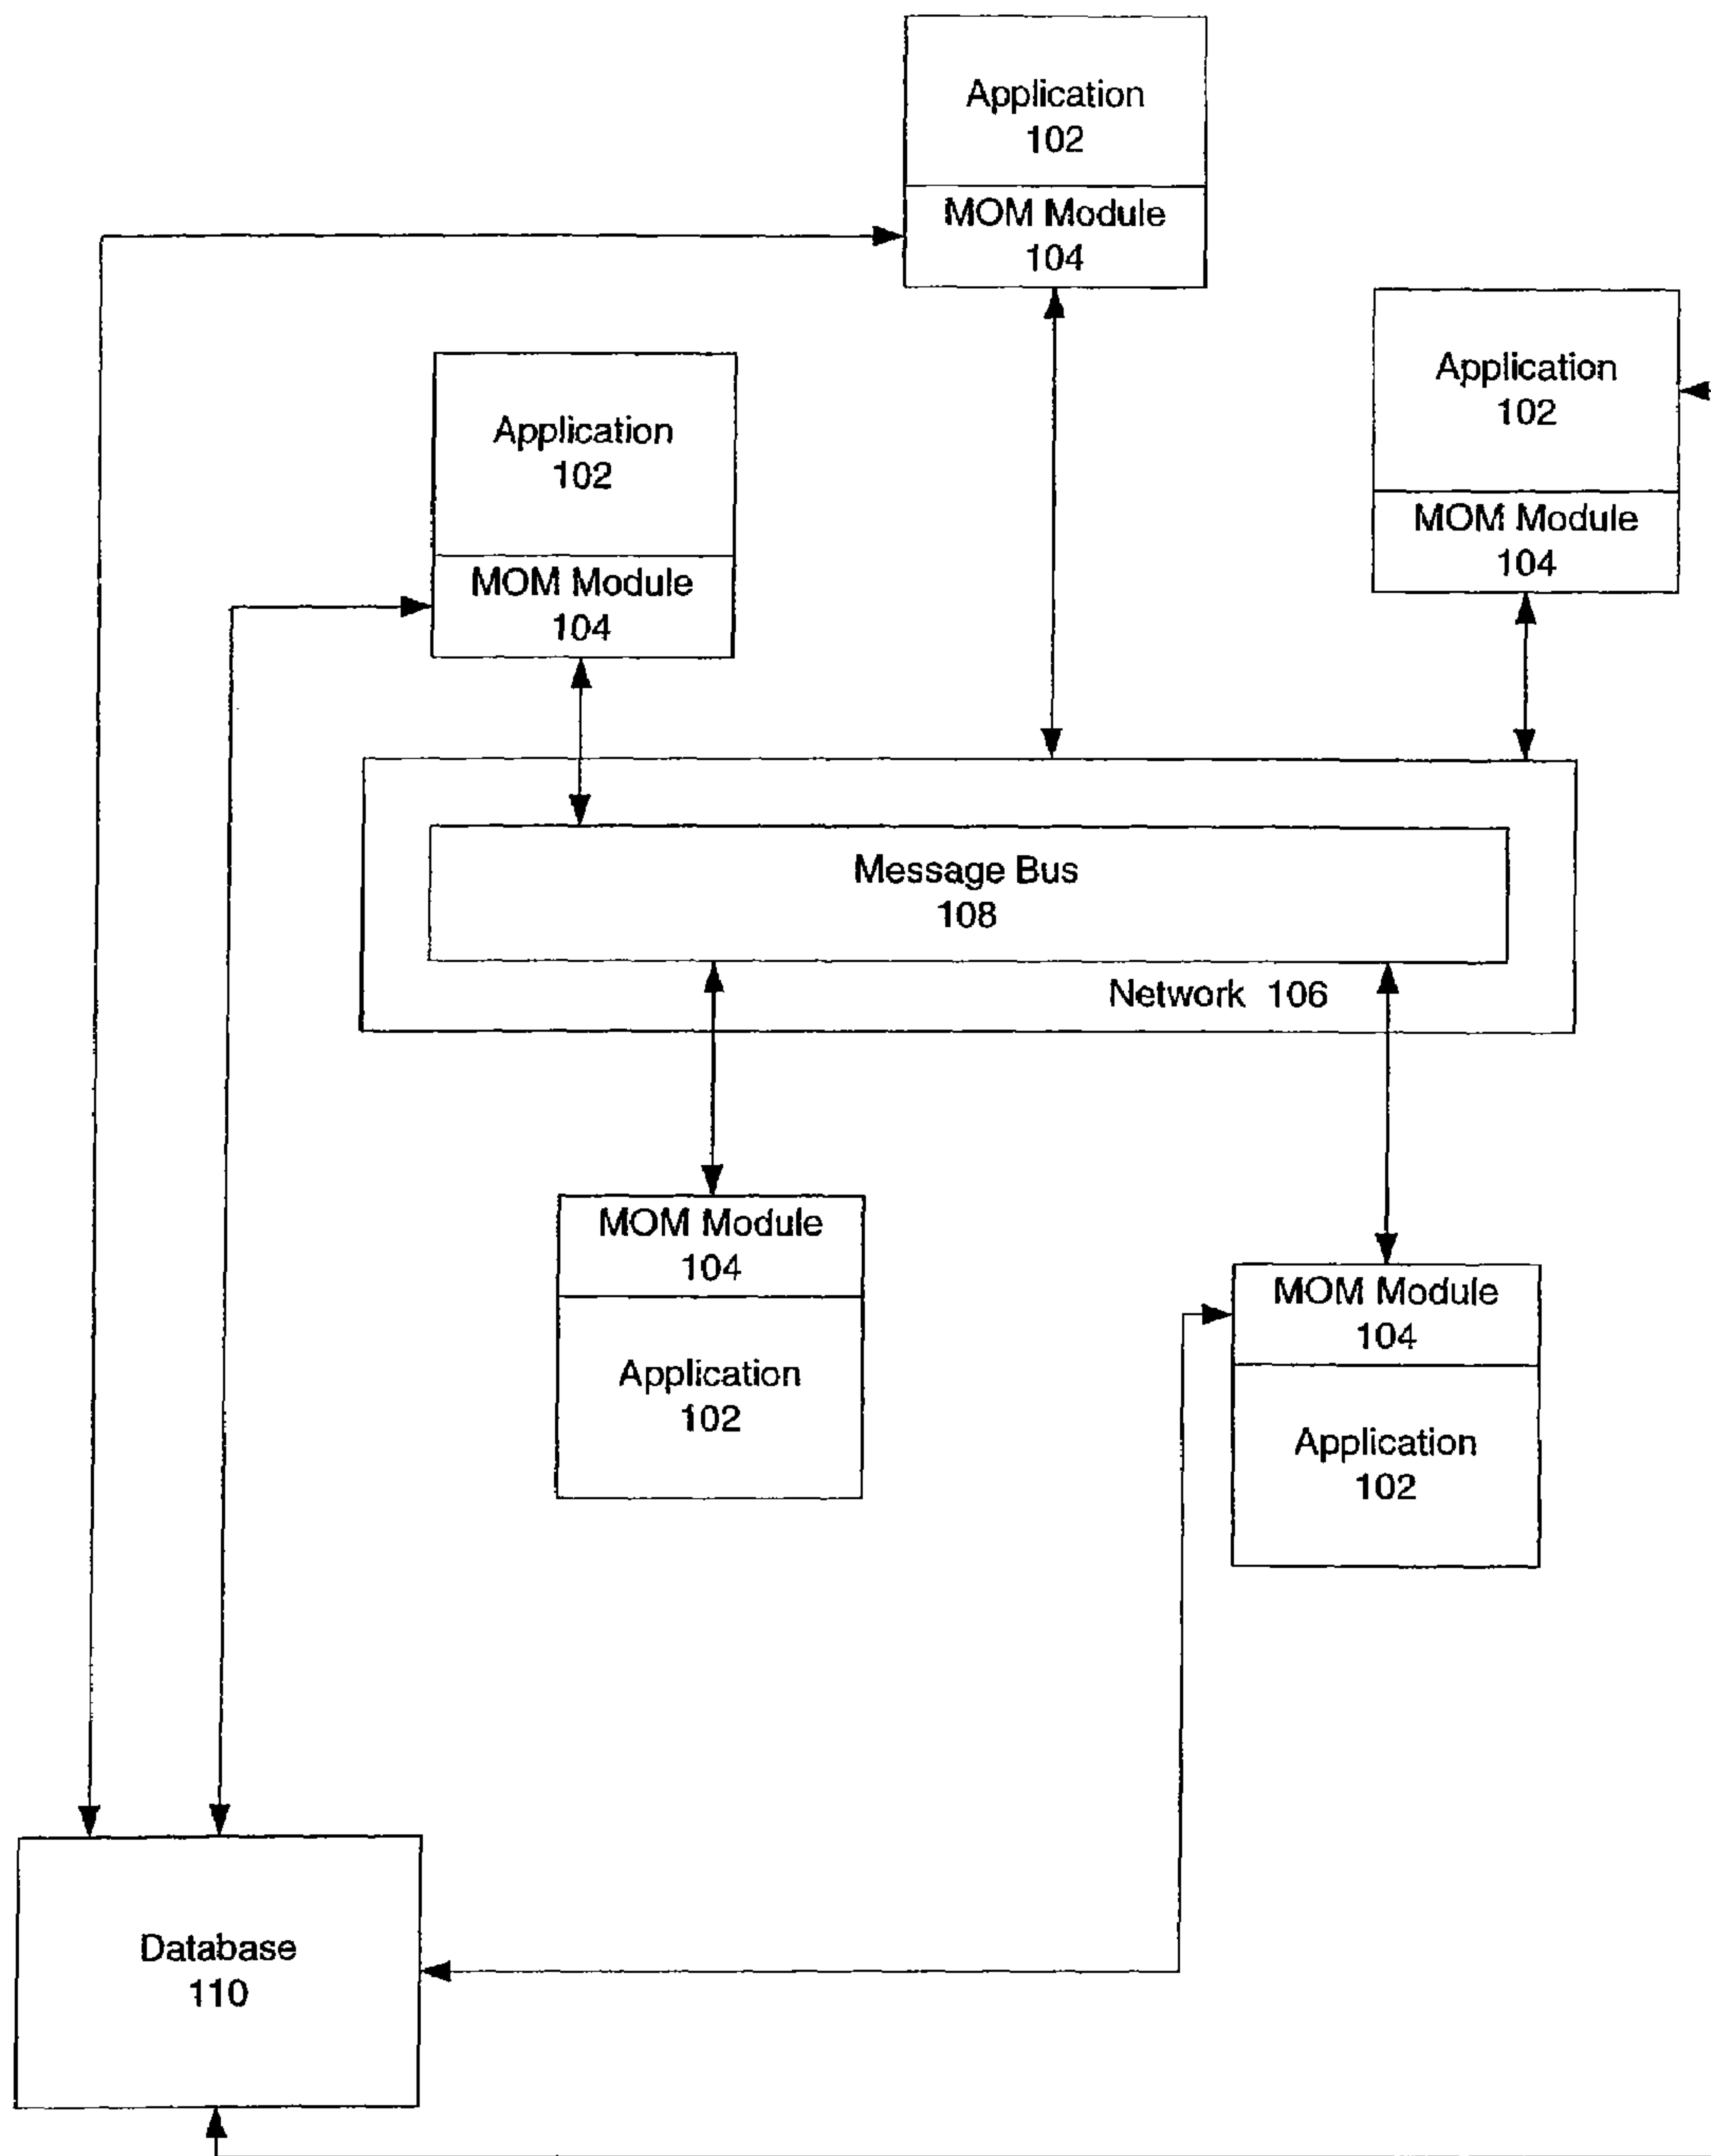 Application
102
MOM Module
104
Application
102
MOM Module
104
Application
102
MOM Module
104
Message Bus
108
Network 106
MOM Module
104
Application
102
MOM Module
104
Application
102
Database
110